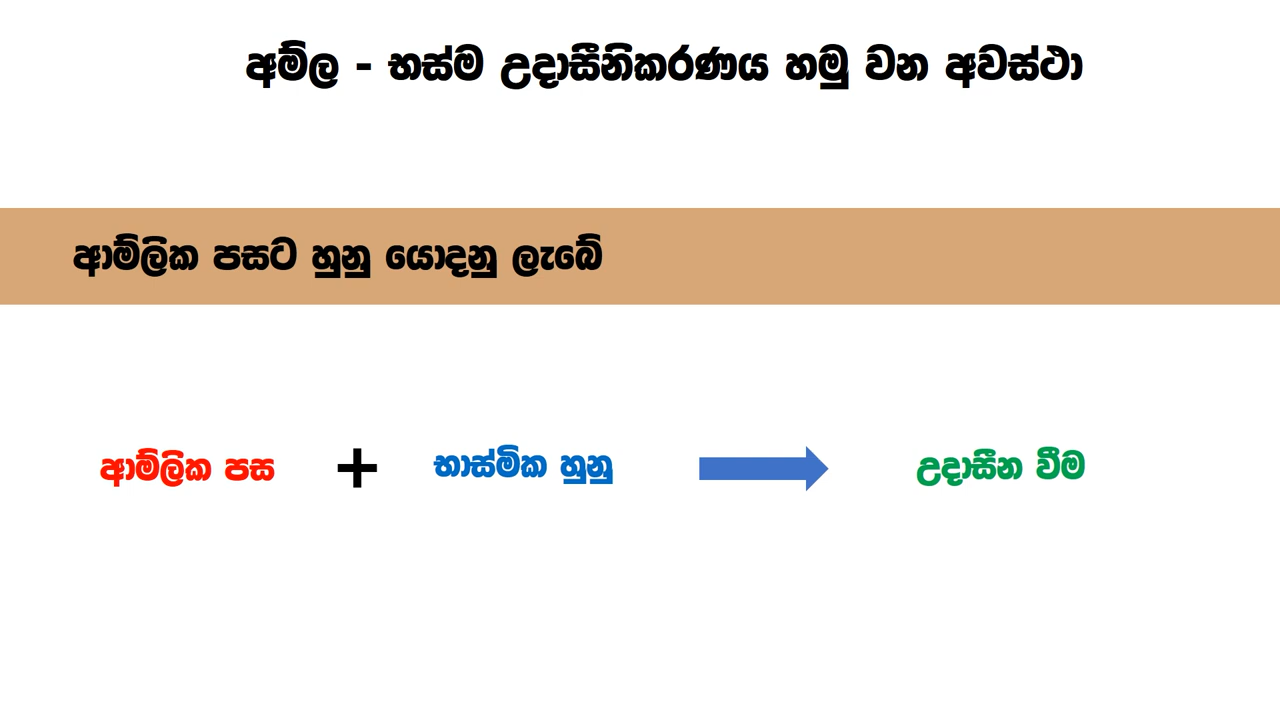 අම්ල - භස්ම උදාසීනිකරණය හමු වන අවස්ථා
ආම්ලික පසට හුනු යොදනු ලැබේ
ආම්ලික පස + භාස්මික හුනු උදාසීන වීම